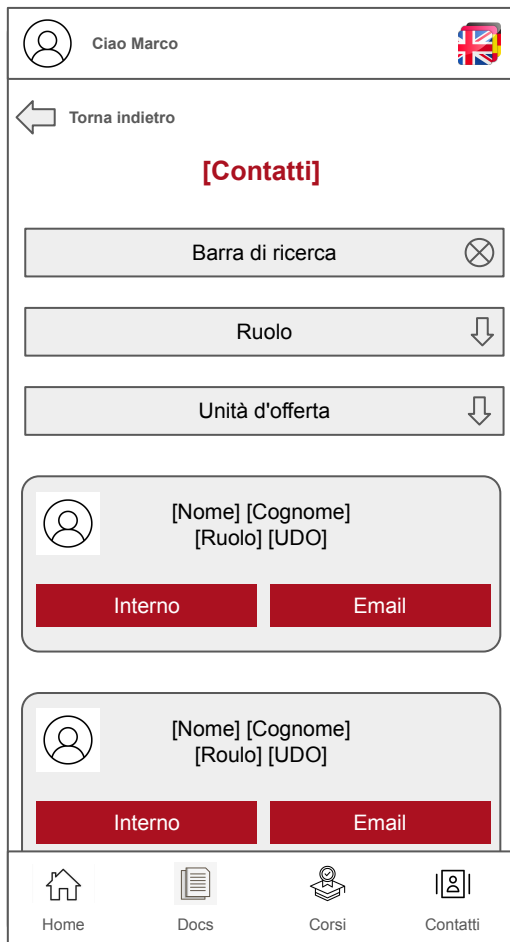 Ciao Marco
Torna indietro
[Contatti]
Barra di ricerca
Ruolo
Unità d'offerta
[Nome] [Cognome]
[Ruolo] [UDO]
Interno
Email
[Nome] [Cognome]
[Roulo] [UDO]
Interno
Email
Home
Docs
Corsi
Contatti